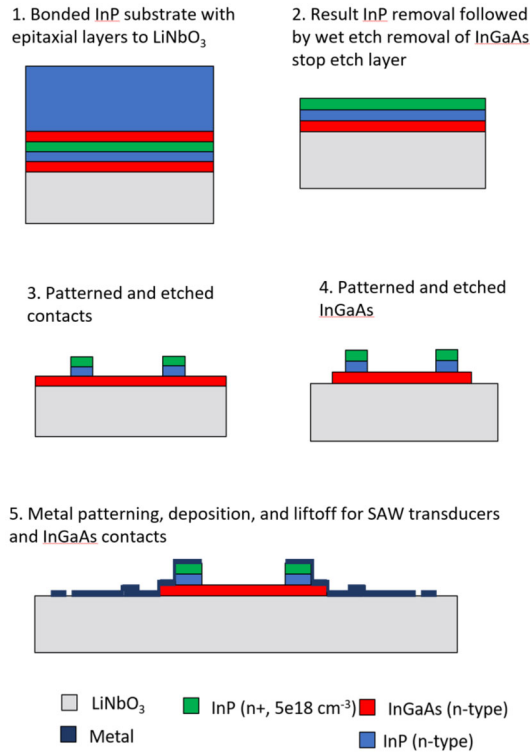 1. Bonded InP substrate with
epitaxial layers to LiNbO₃
2. Result InP removal followed
by wet etch removal of InGaAs
stop etch layer
3. Patterned and etched
contacts
4. Patterned and etched
InGaAs
5. Metal patterning, deposition, and liftoff for SAW transducers
and InGaAs contacts
LiNbO₃
InP (n+, 5e18 cm⁻³)
InGaAs (n-type)
Metal
InP (n-type)